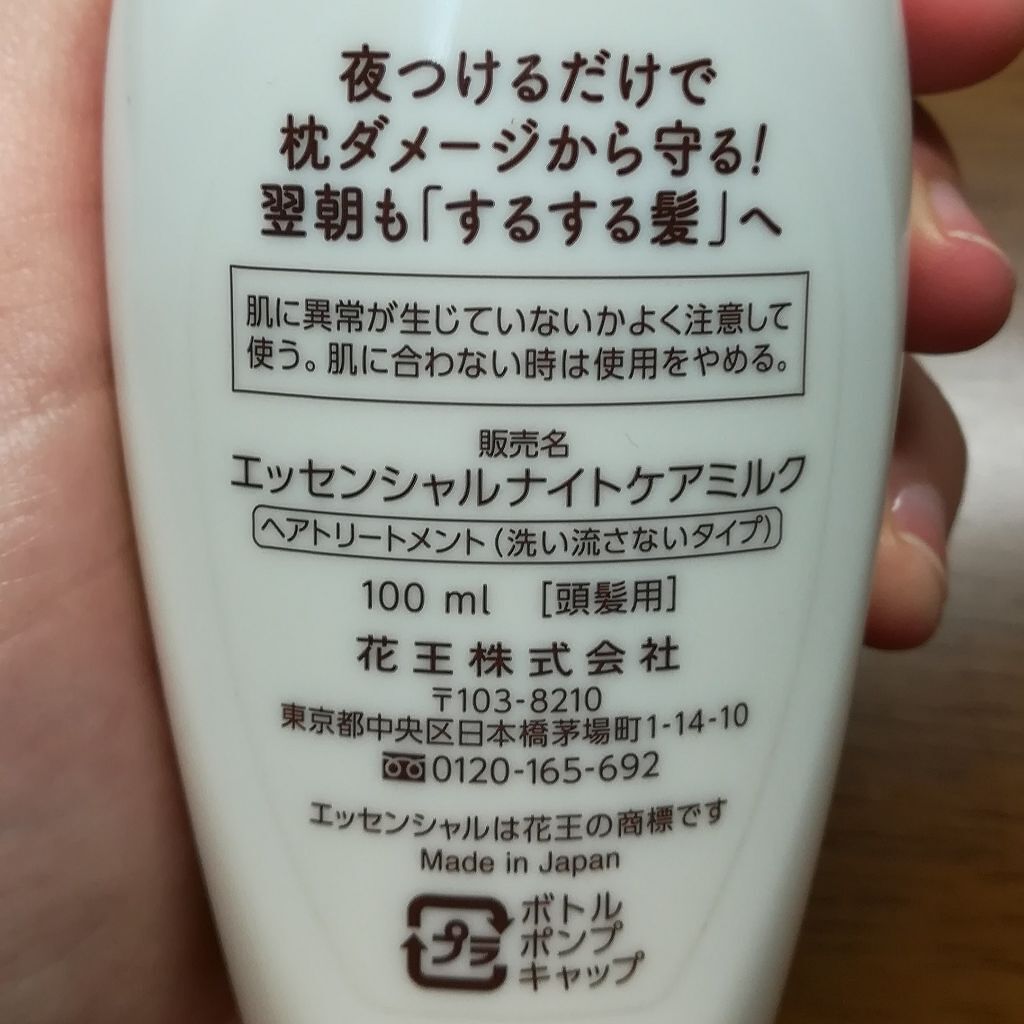 夜つけるだけで
枕ダメージから守る!
翌朝も「するする髪」へ
肌に異常が生じていないかよく注意して
使う。肌に合わない時は使用をやめる。
販売名
エッセンシャルナイトケアミルク
ヘアトリートメント(洗い流さないタイプ)
100 ml [頭髪用]
花王株式会社
〒103-8210
東京都中央区日本橋茅場町1-14-10
0120-165-692
エッセンシャルは花王の商標です
Made in Japan
プラ
ボトル
ポンプ
キャップ